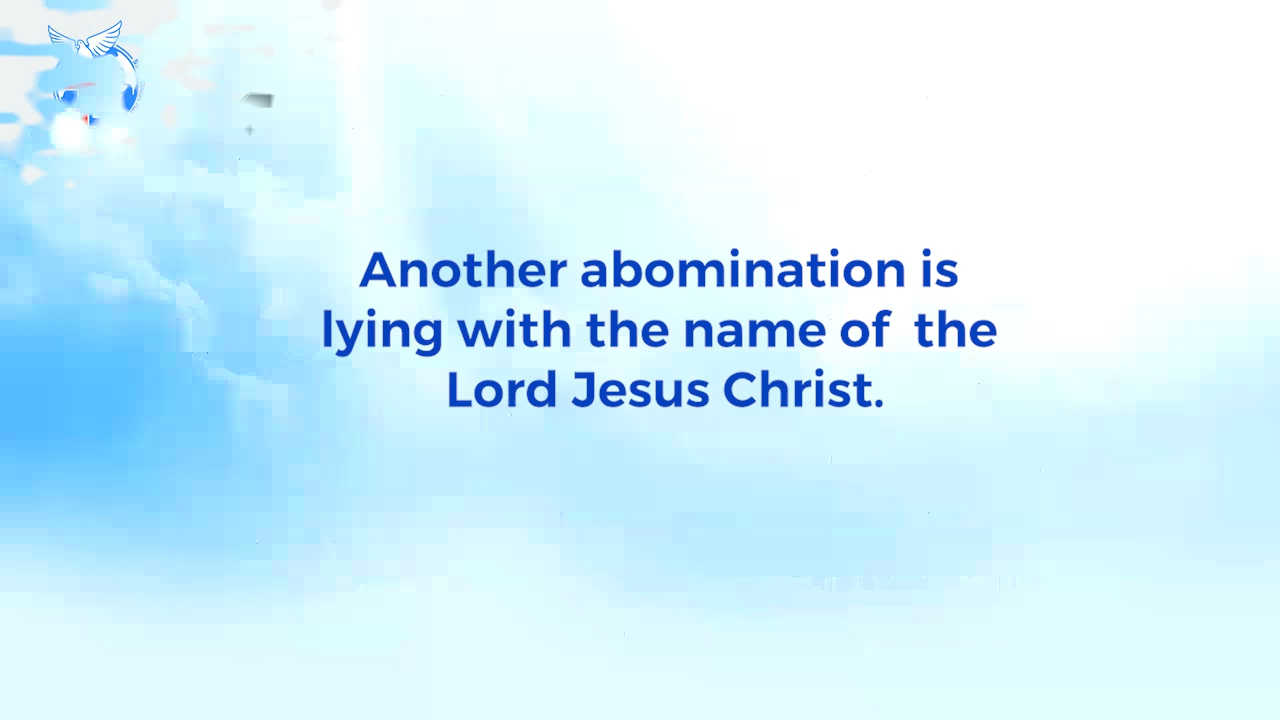 Another abomination is
lying with the name of the
Lord Jesus Christ.